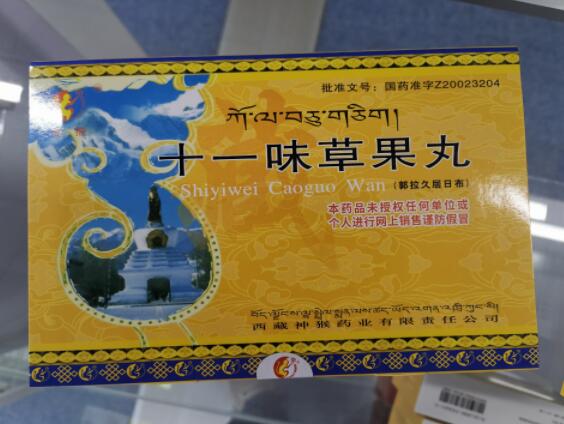 批准文号：国药准字Z20023204
ཀོ་ལ་བཅུ་གཅིག།
十一味草果丸
Shiyiwei Caoguo Wan（郭拉久居日布）
本药品未授权任何单位或
个人进行网上销售谨防假冒
西藏神猴药业有限责任公司